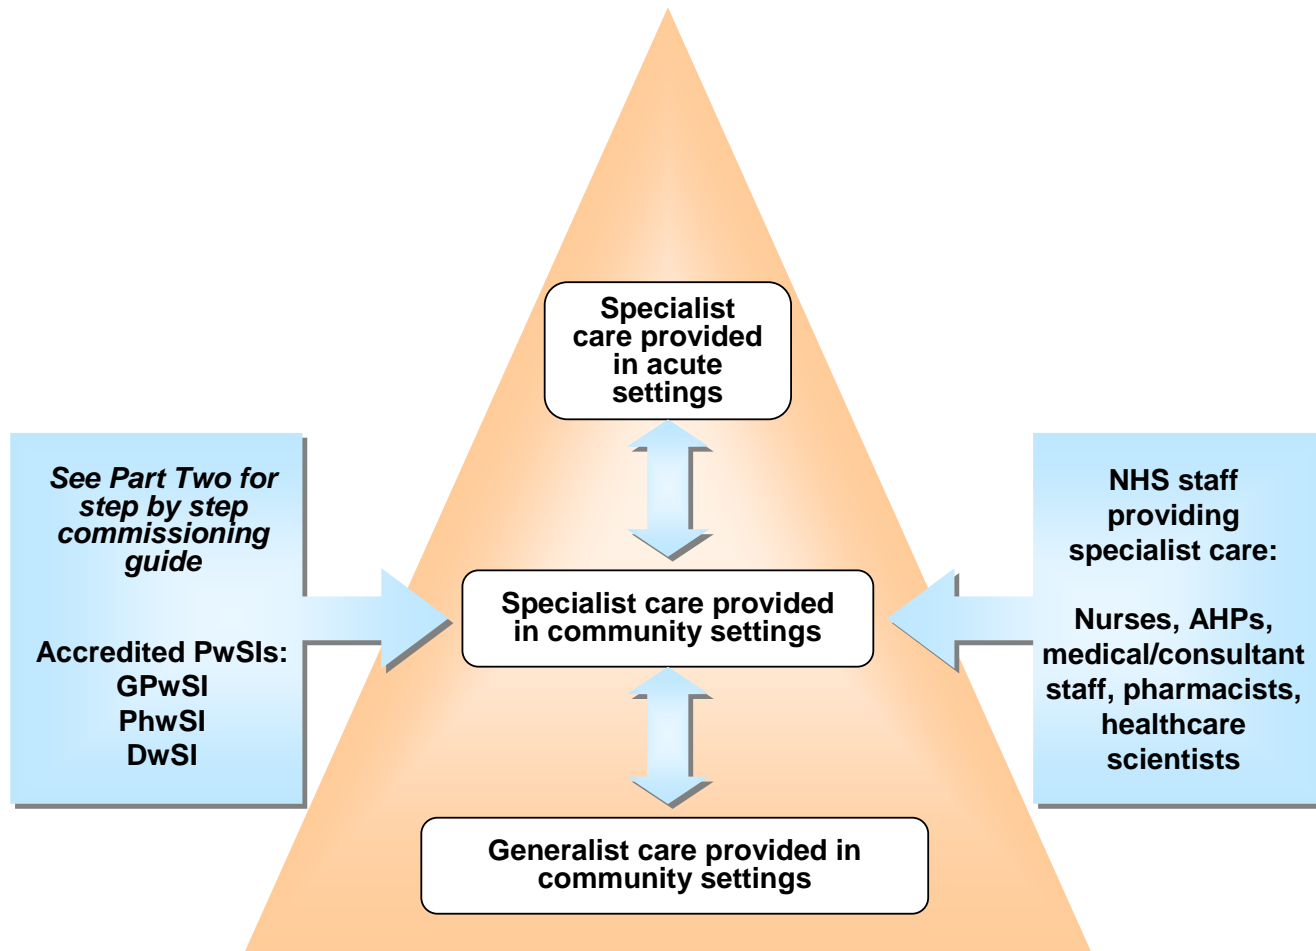 Specialist
care provided
in acute
settings
See Part Two for
step by step
commissioning
guide
Accredited PwSIs:
GPwSI
PhwSI
DwSI
Specialist care provided
in community settings
NHS staff
providing
specialist care:
Nurses, AHPs,
medical/consultant
staff, pharmacists,
healthcare
scientists
Generalist care provided in
community settings